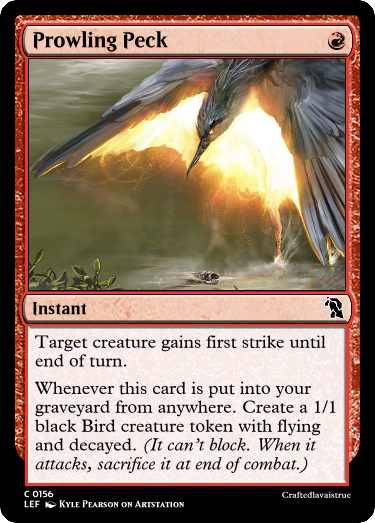 Prowling Peck
Instant
Target creature gains first strike until
end of turn.
Whenever this card is put into your
graveyard from anywhere. Create a 1/1
black Bird creature token with flying
and decayed. (It can't block. When it
attacks, sacrifice it at end of combat.)
C 0156
LEF Kyle Pearson on Artstation
Craftedlavaistrue